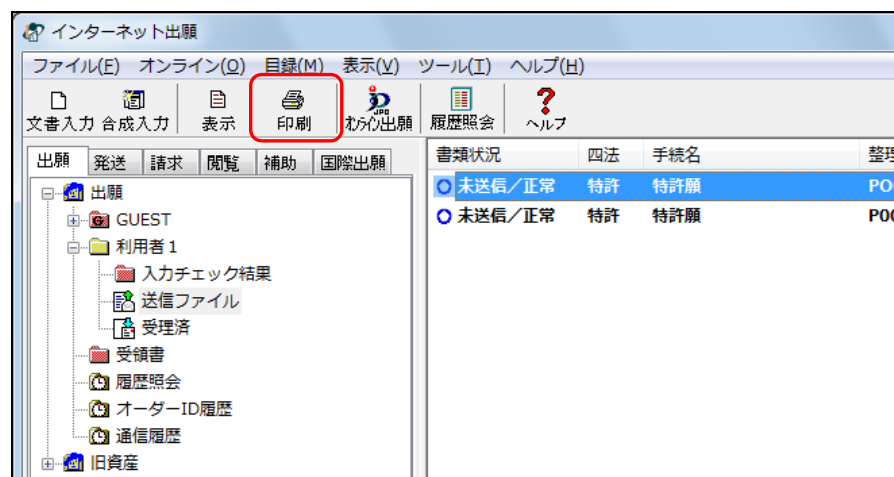 インターネット出願
ファイル(F) オンライン(O) 目録(M) 表示(V) ツール(T) ヘルプ(H)
文書入力 合成入力 表示 印刷 ｵﾝﾗｲﾝ出願 履歴照会 ヘルプ
出願 発送 請求 閲覧 補助 国際出願
書類状況 四法 手続名 整理
未送信／正常 特許 特許願 PO
未送信／正常 特許 特許願 P00
出願
GUEST
利用者1
入力チェック結果
送信ファイル
受理済
受領書
履歴照会
オーダーID履歴
通信履歴
旧資産